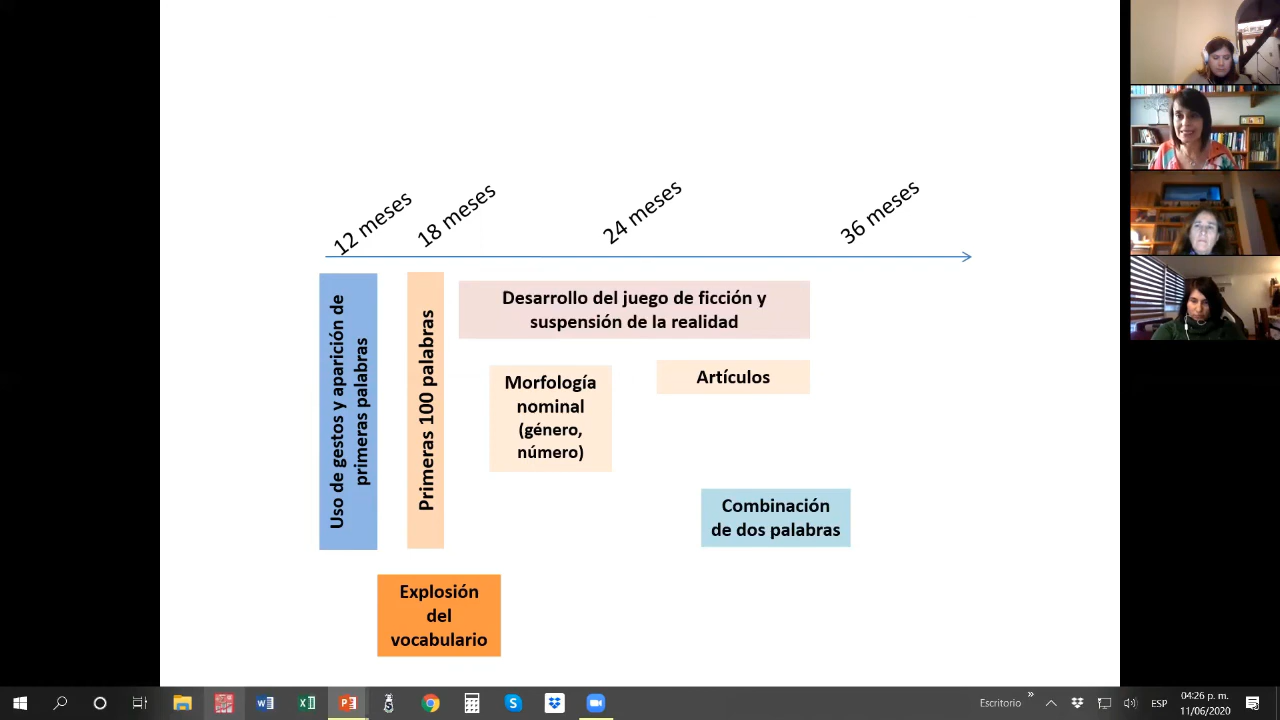 12 meses
18 meses
24 meses
36 meses
Uso de gestos y aparición de
primeras palabras
Primeras 100 palabras
Desarrollo del juego de ficción y
suspensión de la realidad
Morfología
nominal
(género,
número)
Artículos
Combinación
de dos palabras
Explosión
del
vocabulario
Escritorio
ESP
04:26 p. m.
11/06/2020